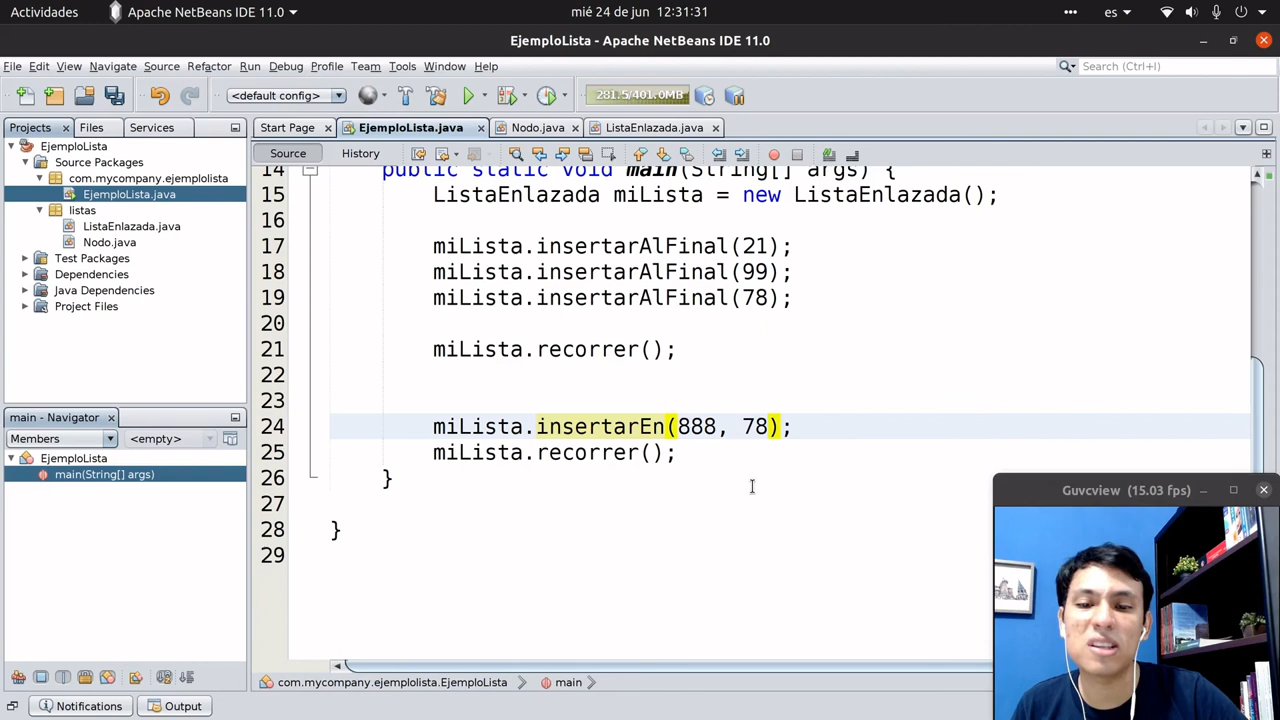 Actividades Apache NetBeans IDE 11.0 mié 24 de jun 12:31:31 es
EjemploLista - Apache NetBeans IDE 11.0
File Edit View Navigate Source Refactor Run Debug Profile Team Tools Window Help Search (Ctrl+I)
<default config> 281.5/401.0MB
Projects Files Services Start Page EjemploLista.java Nodo.java ListaEnlazada.java
Source History
EjemploLista
Source Packages
com.mycompany.ejemplolista
EjemploLista.java
listas
ListaEnlazada.java
Nodo.java
Test Packages
Dependencies
Java Dependencies
Project Files
main - Navigator
Members <empty>
EjemploLista
main(String[] args)
14 public static void main(String[] args) {
15 ListaEnlazada miLista = new ListaEnlazada();
16
17 miLista.insertarAlFinal(21);
18 miLista.insertarAlFinal(99);
19 miLista.insertarAlFinal(78);
20
21 miLista.recorrer();
22
23
24 miLista.insertarEn(888, 78);
25 miLista.recorrer();
26 }
27
28 }
29
Guvcview (15.03 fps)
com.mycompany.ejemplolista.EjemploLista main
Notifications Output